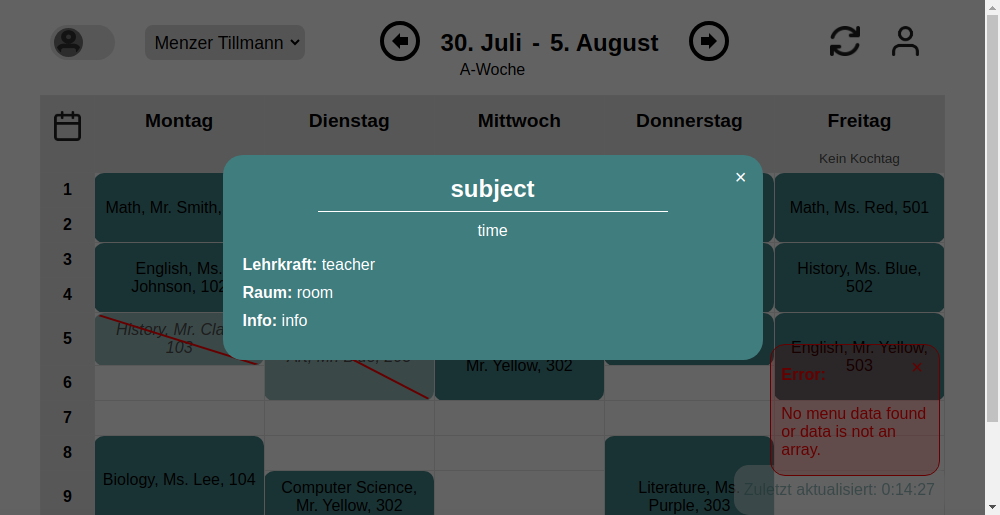 Menzer Tillmann
30. Juli - 5. August
A-Woche
Montag
Dienstag
Mittwoch
Donnerstag
Freitag
Kein Kochtag
subject
×
time
Lehrkraft: teacher
Raum: room
Info: info
1
2
3
4
5
6
7
8
9
Math, Mr. Smith,
Math, Ms. Red, 501
English, Ms.
Johnson, 102
History, Ms. Blue,
502
History, Mr. Cla
103
Mr. Yellow, 302
English, Mr. Yellow,
503
Error:
×
No menu data found
or data is not an
array.
Biology, Ms. Lee, 104
Computer Science,
Mr. Yellow, 302
Literature, Ms.
Purple, 303
Zuletzt aktualisiert: 0:14:27